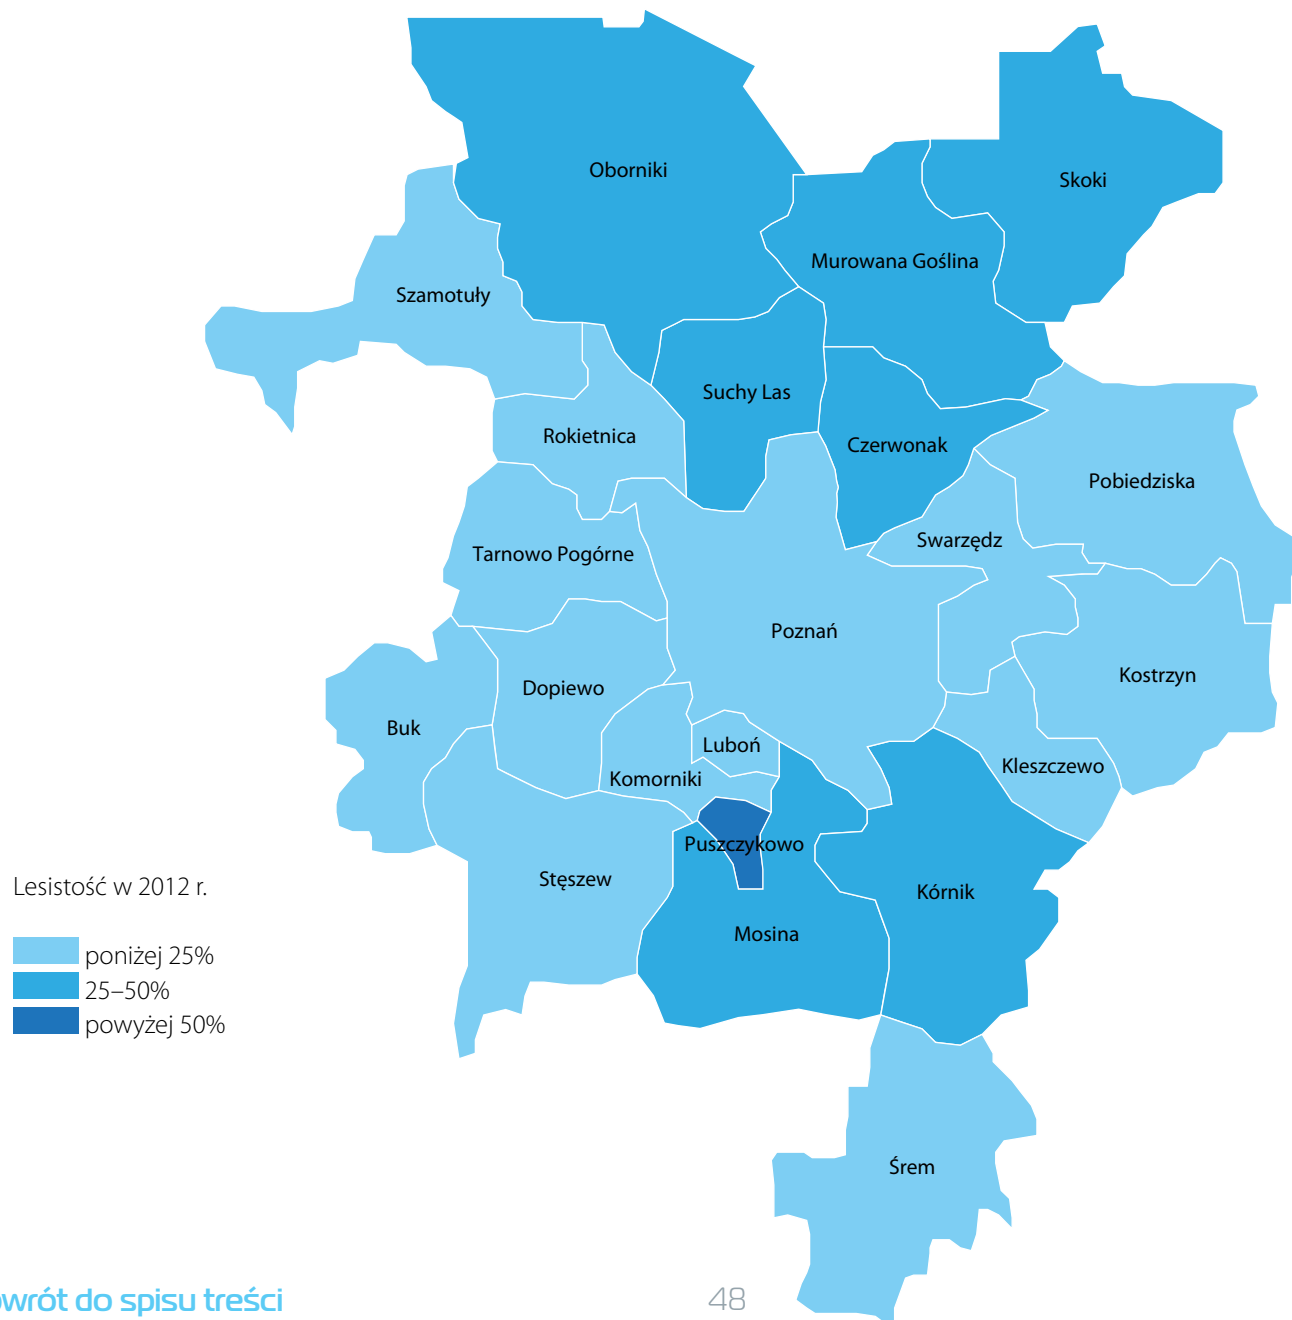 Oborniki
Skoki
Murowana Goślina
Szamotuły
Suchy Las
Rokietnica
Czerwonak
Pobiedziska
Swarzędz
Tarnowo Pogórne
Poznań
Kostrzyn
Dopiewo
Buk
Luboń
Kleszczewo
Komorniki
Puszczykowo
Stęszew
Kórnik
Mosina
Śrem
Lesistość w 2012 r.
poniżej 25%
25–50%
powyżej 50%
wrót do spisu treści
48